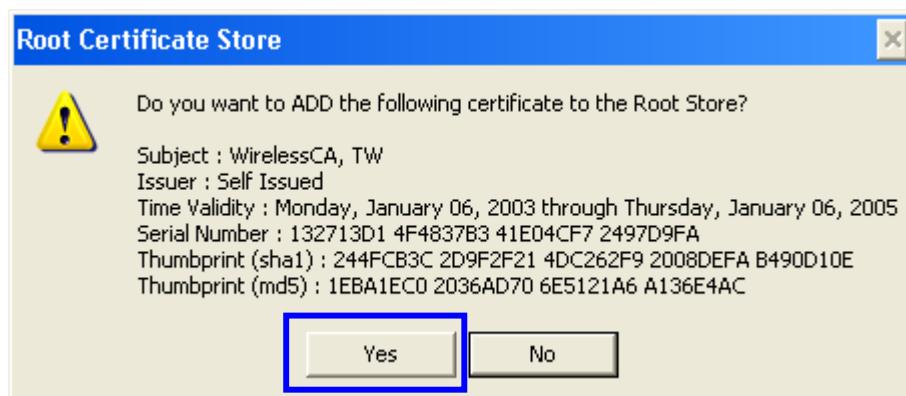 Root Certificate Store
Do you want to ADD the following certificate to the Root Store?
Subject : WirelessCA, TW
Issuer : Self Issued
Time Validity : Monday, January 06, 2003 through Thursday, January 06, 2005
Serial Number : 132713D1 4F4837B3 41E04CF7 2497D9FA
Thumbprint (sha1) : 244FCB3C 2D9F2F21 4DC262F9 2008DEFA B490D10E
Thumbprint (md5) : 1EBA1EC0 2036AD70 6E5121A6 A136E4AC
Yes No